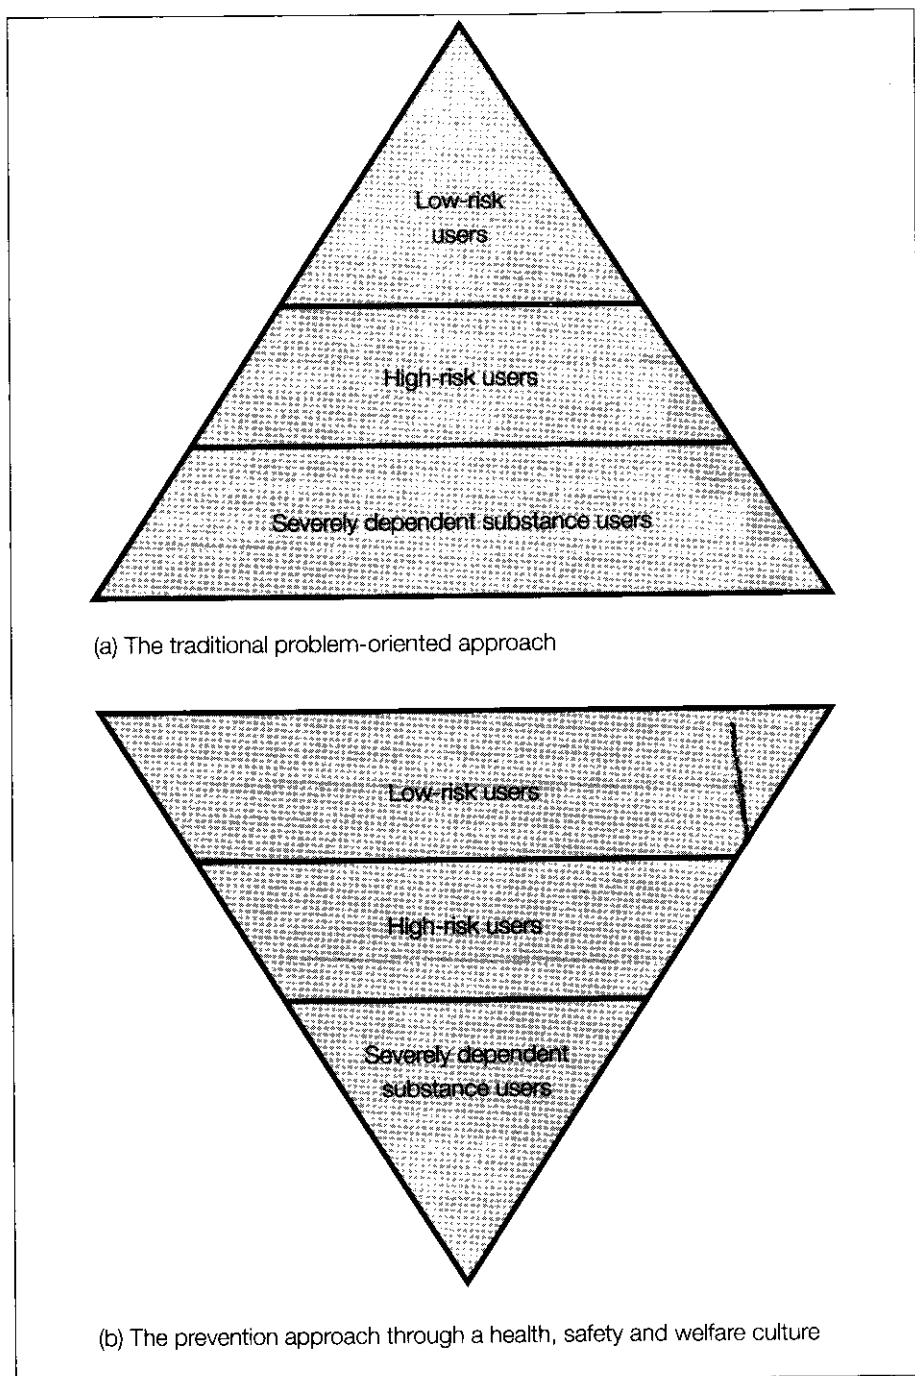 Low-risk
users
High-risk users
Severely dependent substance users
(a) The traditional problem-oriented approach
Low-risk users
High-risk users
Severely dependent
substance users
(b) The prevention approach through a health, safety and welfare culture